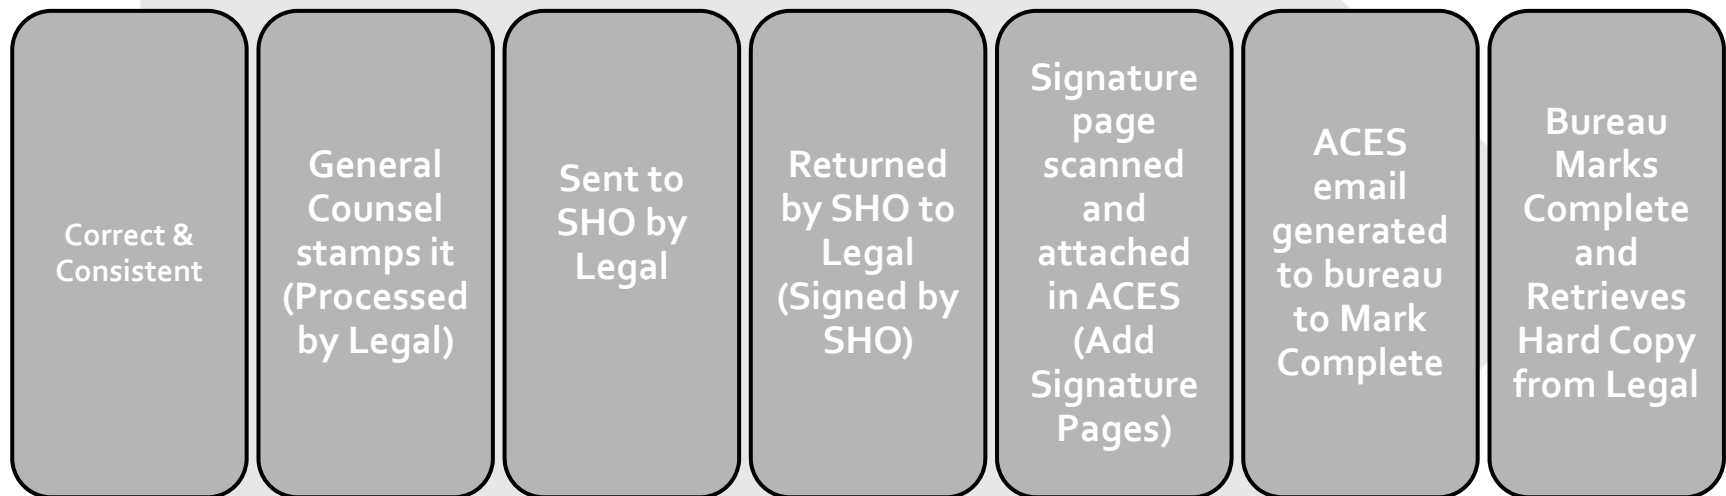 Correct &
Consistent
General
Counsel
stamps it
(Processed
by Legal)
Sent to
SHO by
Legal
Returned
by SHO to
Legal
(Signed by
SHO)
Signature
page
scanned
and
attached
in ACES
(Add
Signature
Pages)
ACES
email
generated
to bureau
to Mark
Complete
Bureau
Marks
Complete
and
Retrieves
Hard Copy
from Legal